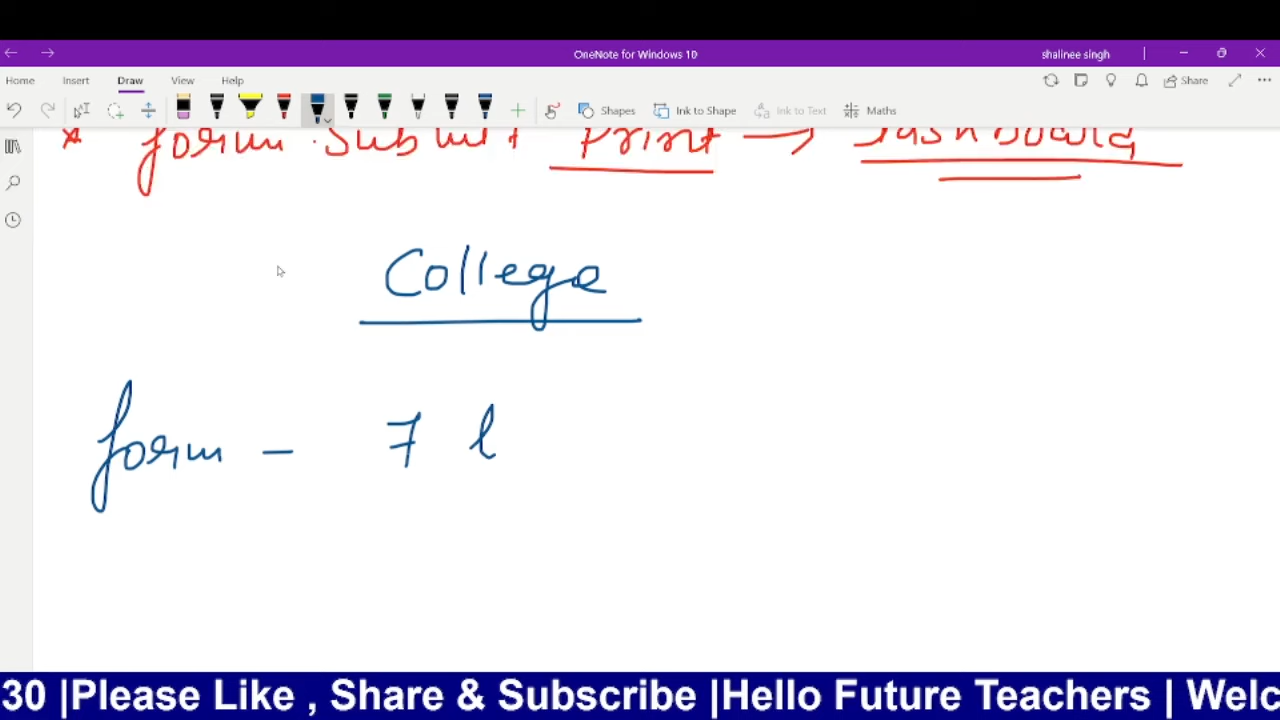 OneNote for Windows 10
shalinee singh
Home Insert Draw View Help
Share
Shapes Ink to Shape Ink to Text Maths
* form submit Print → Dashboard
College
form - 7 l
30 |Please Like , Share & Subscribe |Hello Future Teachers | Welc